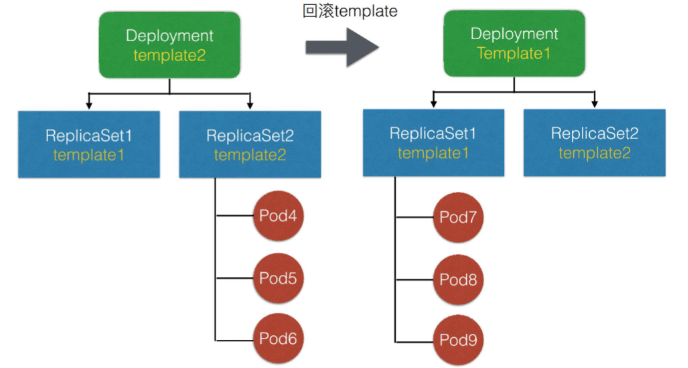 回滚template
Deployment
template2
Deployment
Template1
ReplicaSet1
template1
ReplicaSet2
template2
ReplicaSet1
template1
ReplicaSet2
template2
Pod4
Pod5
Pod6
Pod7
Pod8
Pod9